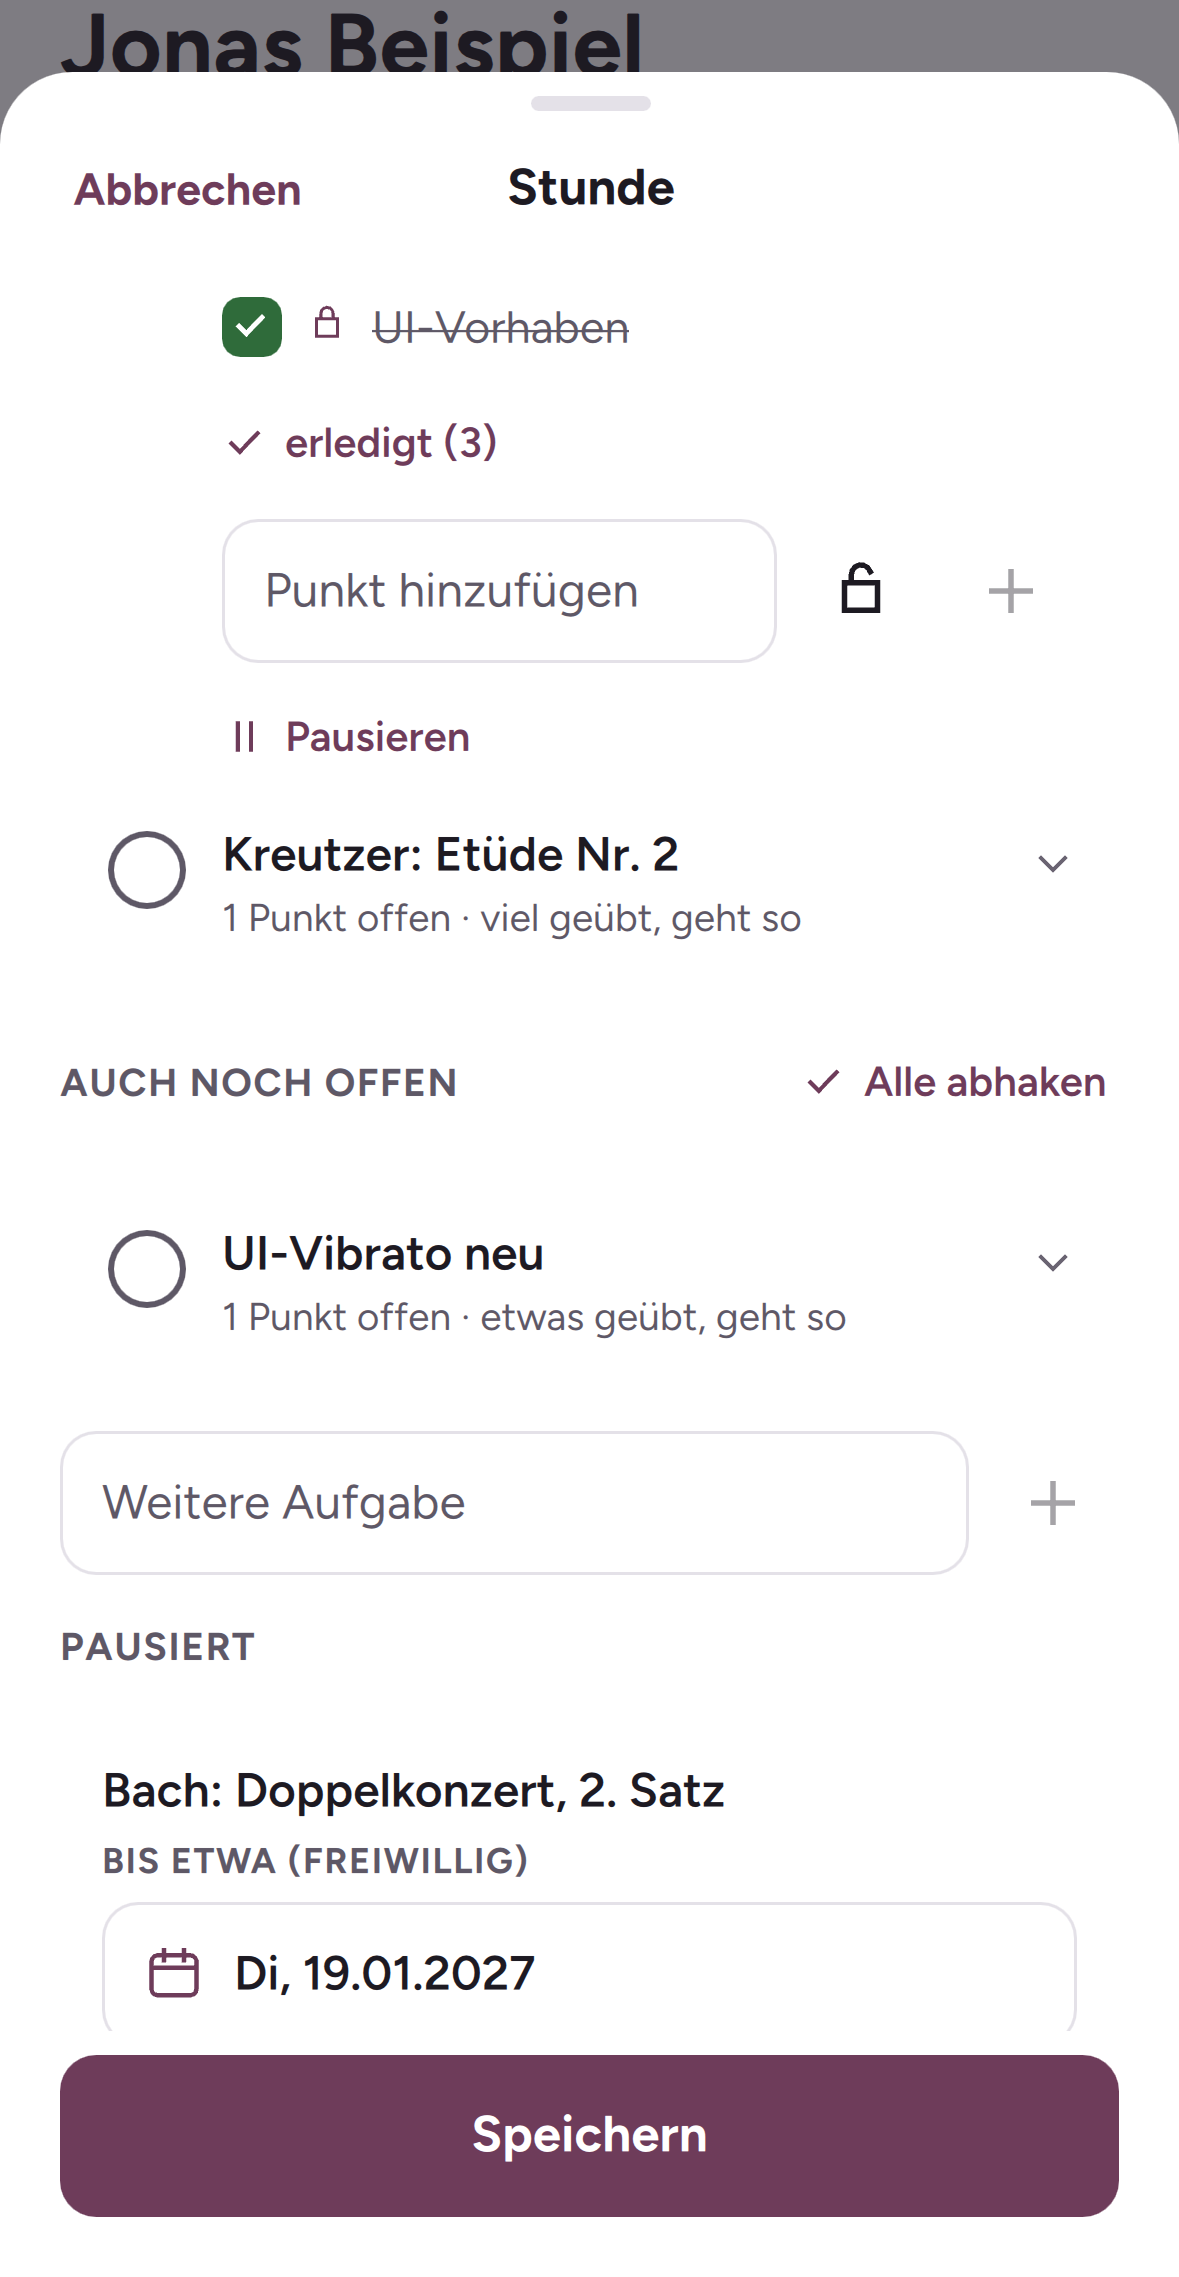 Jonas Beispiel
Abbrechen
Stunde
UI-Vorhaben
erledigt (3)
Punkt hinzufügen
Pausieren
Kreutzer: Etüde Nr. 2
1 Punkt offen · viel geübt, geht so
AUCH NOCH OFFEN
Alle abhaken
UI-Vibrato neu
1 Punkt offen · etwas geübt, geht so
Weitere Aufgabe
PAUSIERT
Bach: Doppelkonzert, 2. Satz
BIS ETWA (FREIWILLIG)
Di, 19.01.2027
Speichern